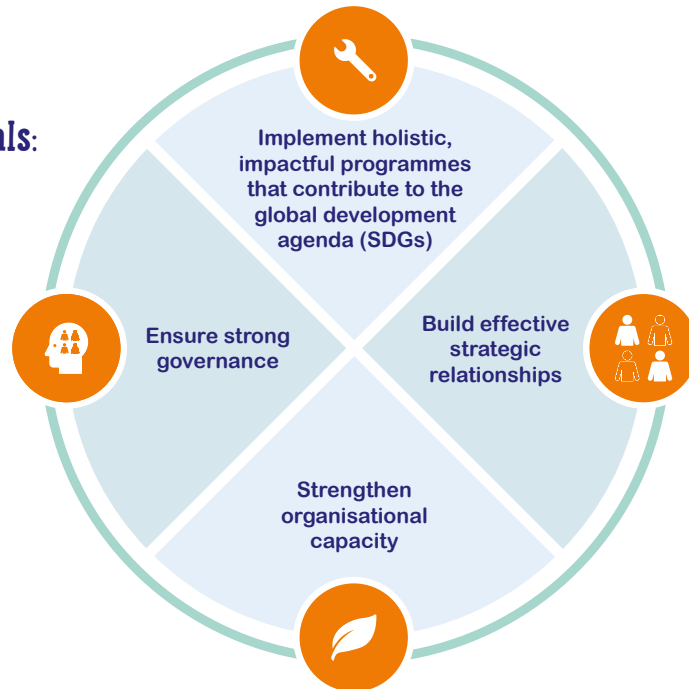 als:
Implement holistic,
impactful programmes
that contribute to the
global development
agenda (SDGs)
Ensure strong
governance
Build effective
strategic
relationships
Strengthen
organisational
capacity